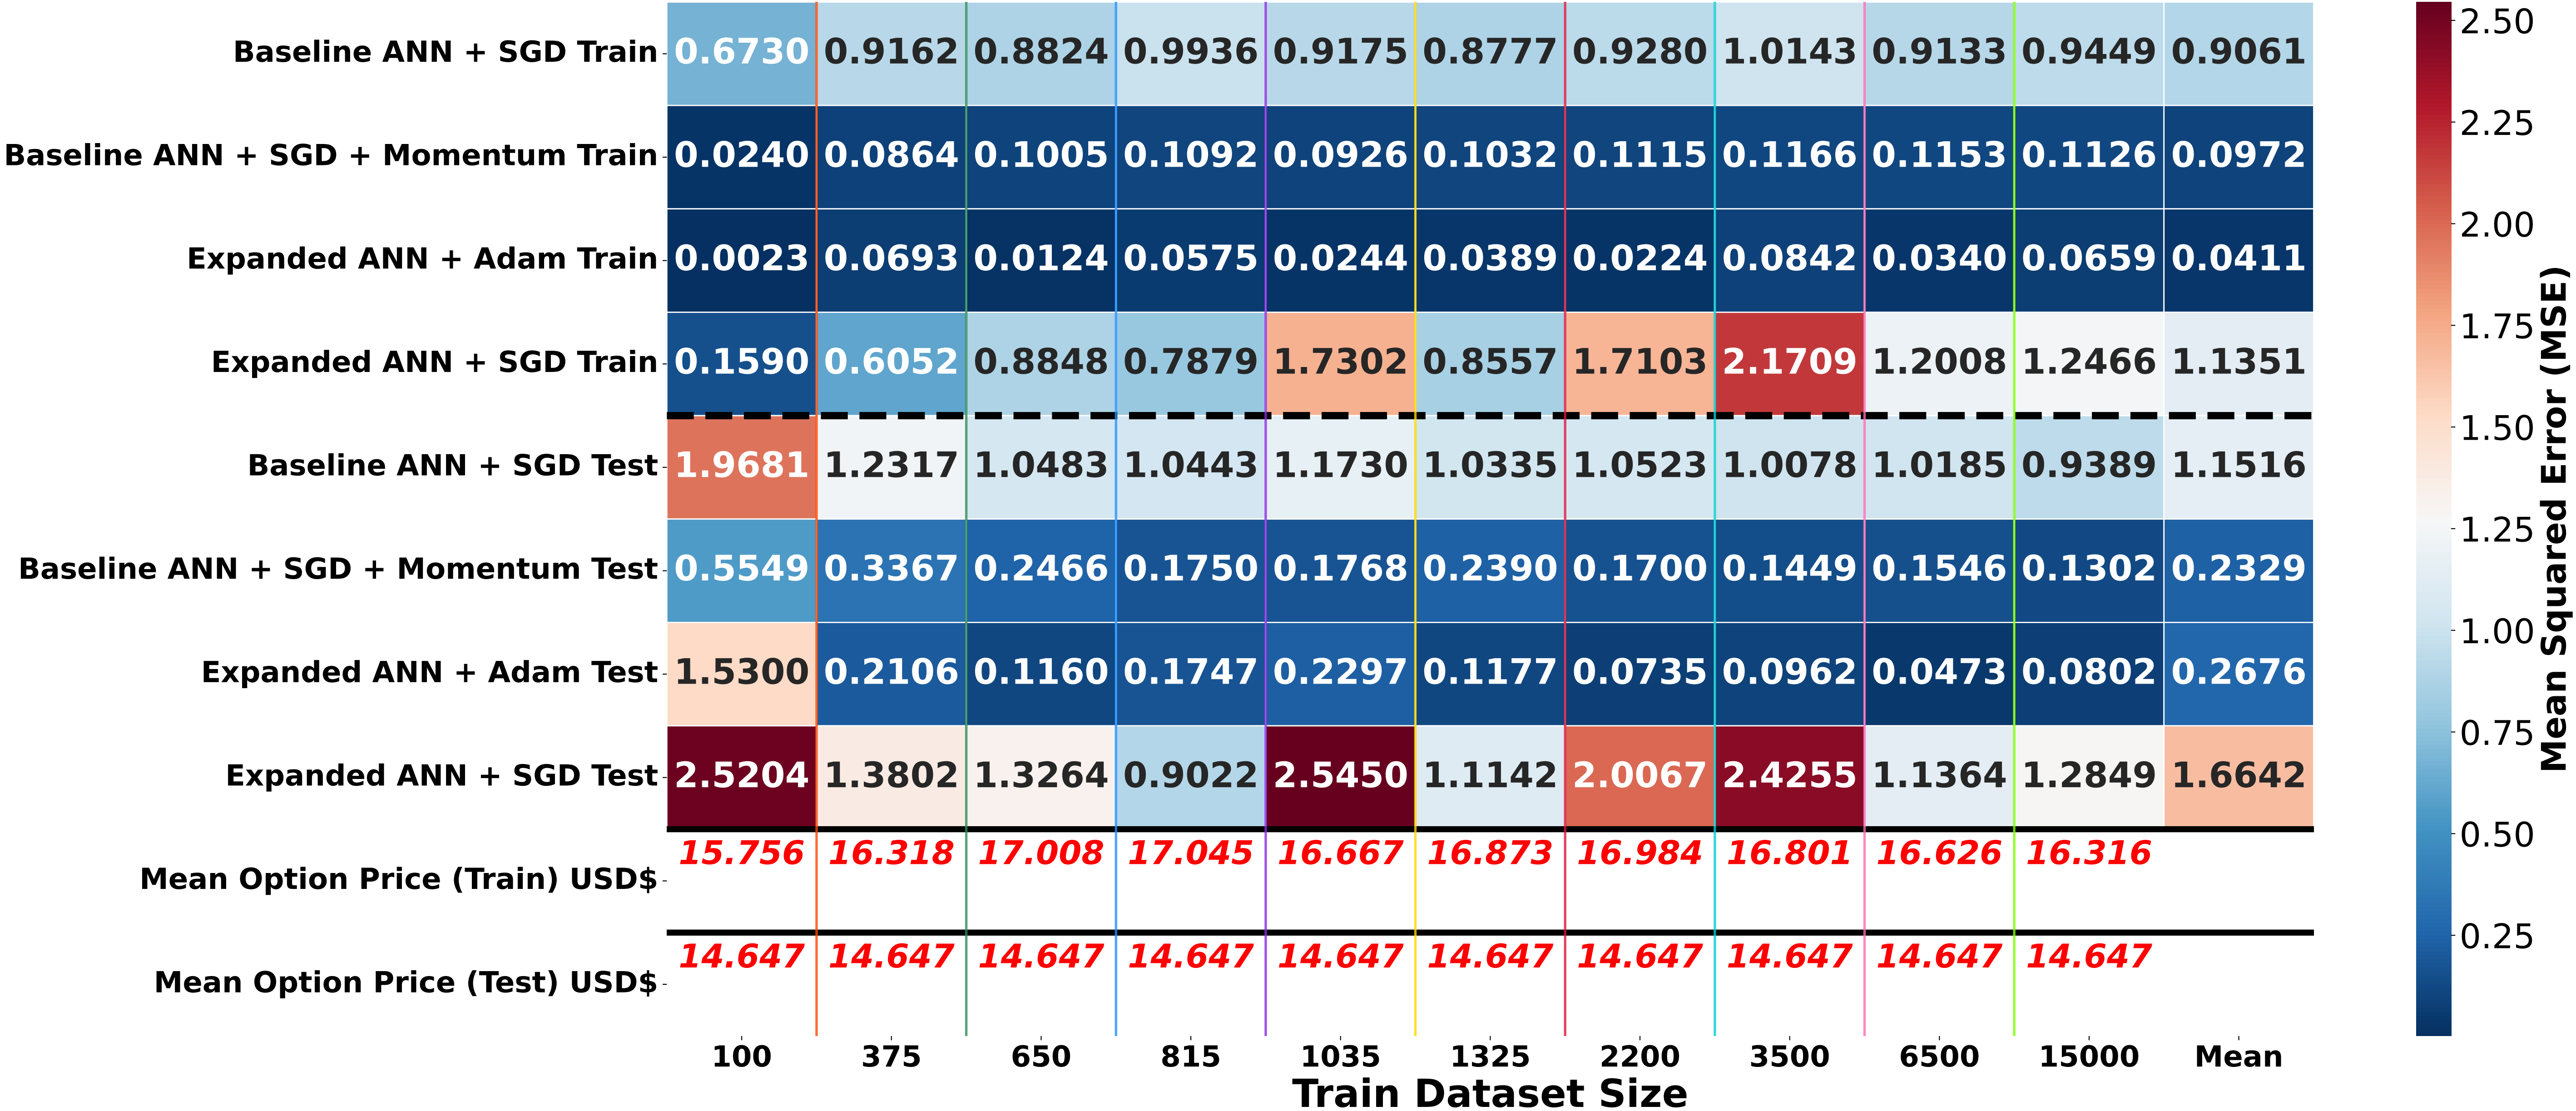 Baseline ANN + SGD Train 0.6730 0.9162 0.8824 0.9936 0.9175 0.8777 0.9280 1.0143 0.9133 0.9449 0.9061
Baseline ANN + SGD + Momentum Train 0.0240 0.0864 0.1005 0.1092 0.0926 0.1032 0.1115 0.1166 0.1153 0.1126 0.0972
Expanded ANN + Adam Train 0.0023 0.0693 0.0124 0.0575 0.0244 0.0389 0.0224 0.0842 0.0340 0.0659 0.0411
Expanded ANN + SGD Train 0.1590 0.6052 0.8848 0.7879 1.7302 0.8557 1.7103 2.1709 1.2008 1.2466 1.1351
Baseline ANN + SGD Test 1.9681 1.2317 1.0483 1.0443 1.1730 1.0335 1.0523 1.0078 1.0185 0.9389 1.1516
Baseline ANN + SGD + Momentum Test 0.5549 0.3367 0.2466 0.1750 0.1768 0.2390 0.1700 0.1449 0.1546 0.1302 0.2329
Expanded ANN + Adam Test 1.5300 0.2106 0.1160 0.1747 0.2297 0.1177 0.0735 0.0962 0.0473 0.0802 0.2676
Expanded ANN + SGD Test 2.5204 1.3802 1.3264 0.9022 2.5450 1.1142 2.0067 2.4255 1.1364 1.2849 1.6642
Mean Option Price (Train) USD$ 15.756 16.318 17.008 17.045 16.667 16.873 16.984 16.801 16.626 16.316
Mean Option Price (Test) USD$ 14.647 14.647 14.647 14.647 14.647 14.647 14.647 14.647 14.647 14.647
100 375 650 815 1035 1325 2200 3500 6500 15000 Mean
Train Dataset Size
2.50
2.25
2.00
1.75
1.50
1.25
1.00
0.75
0.50
0.25
Mean Squared Error (MSE)